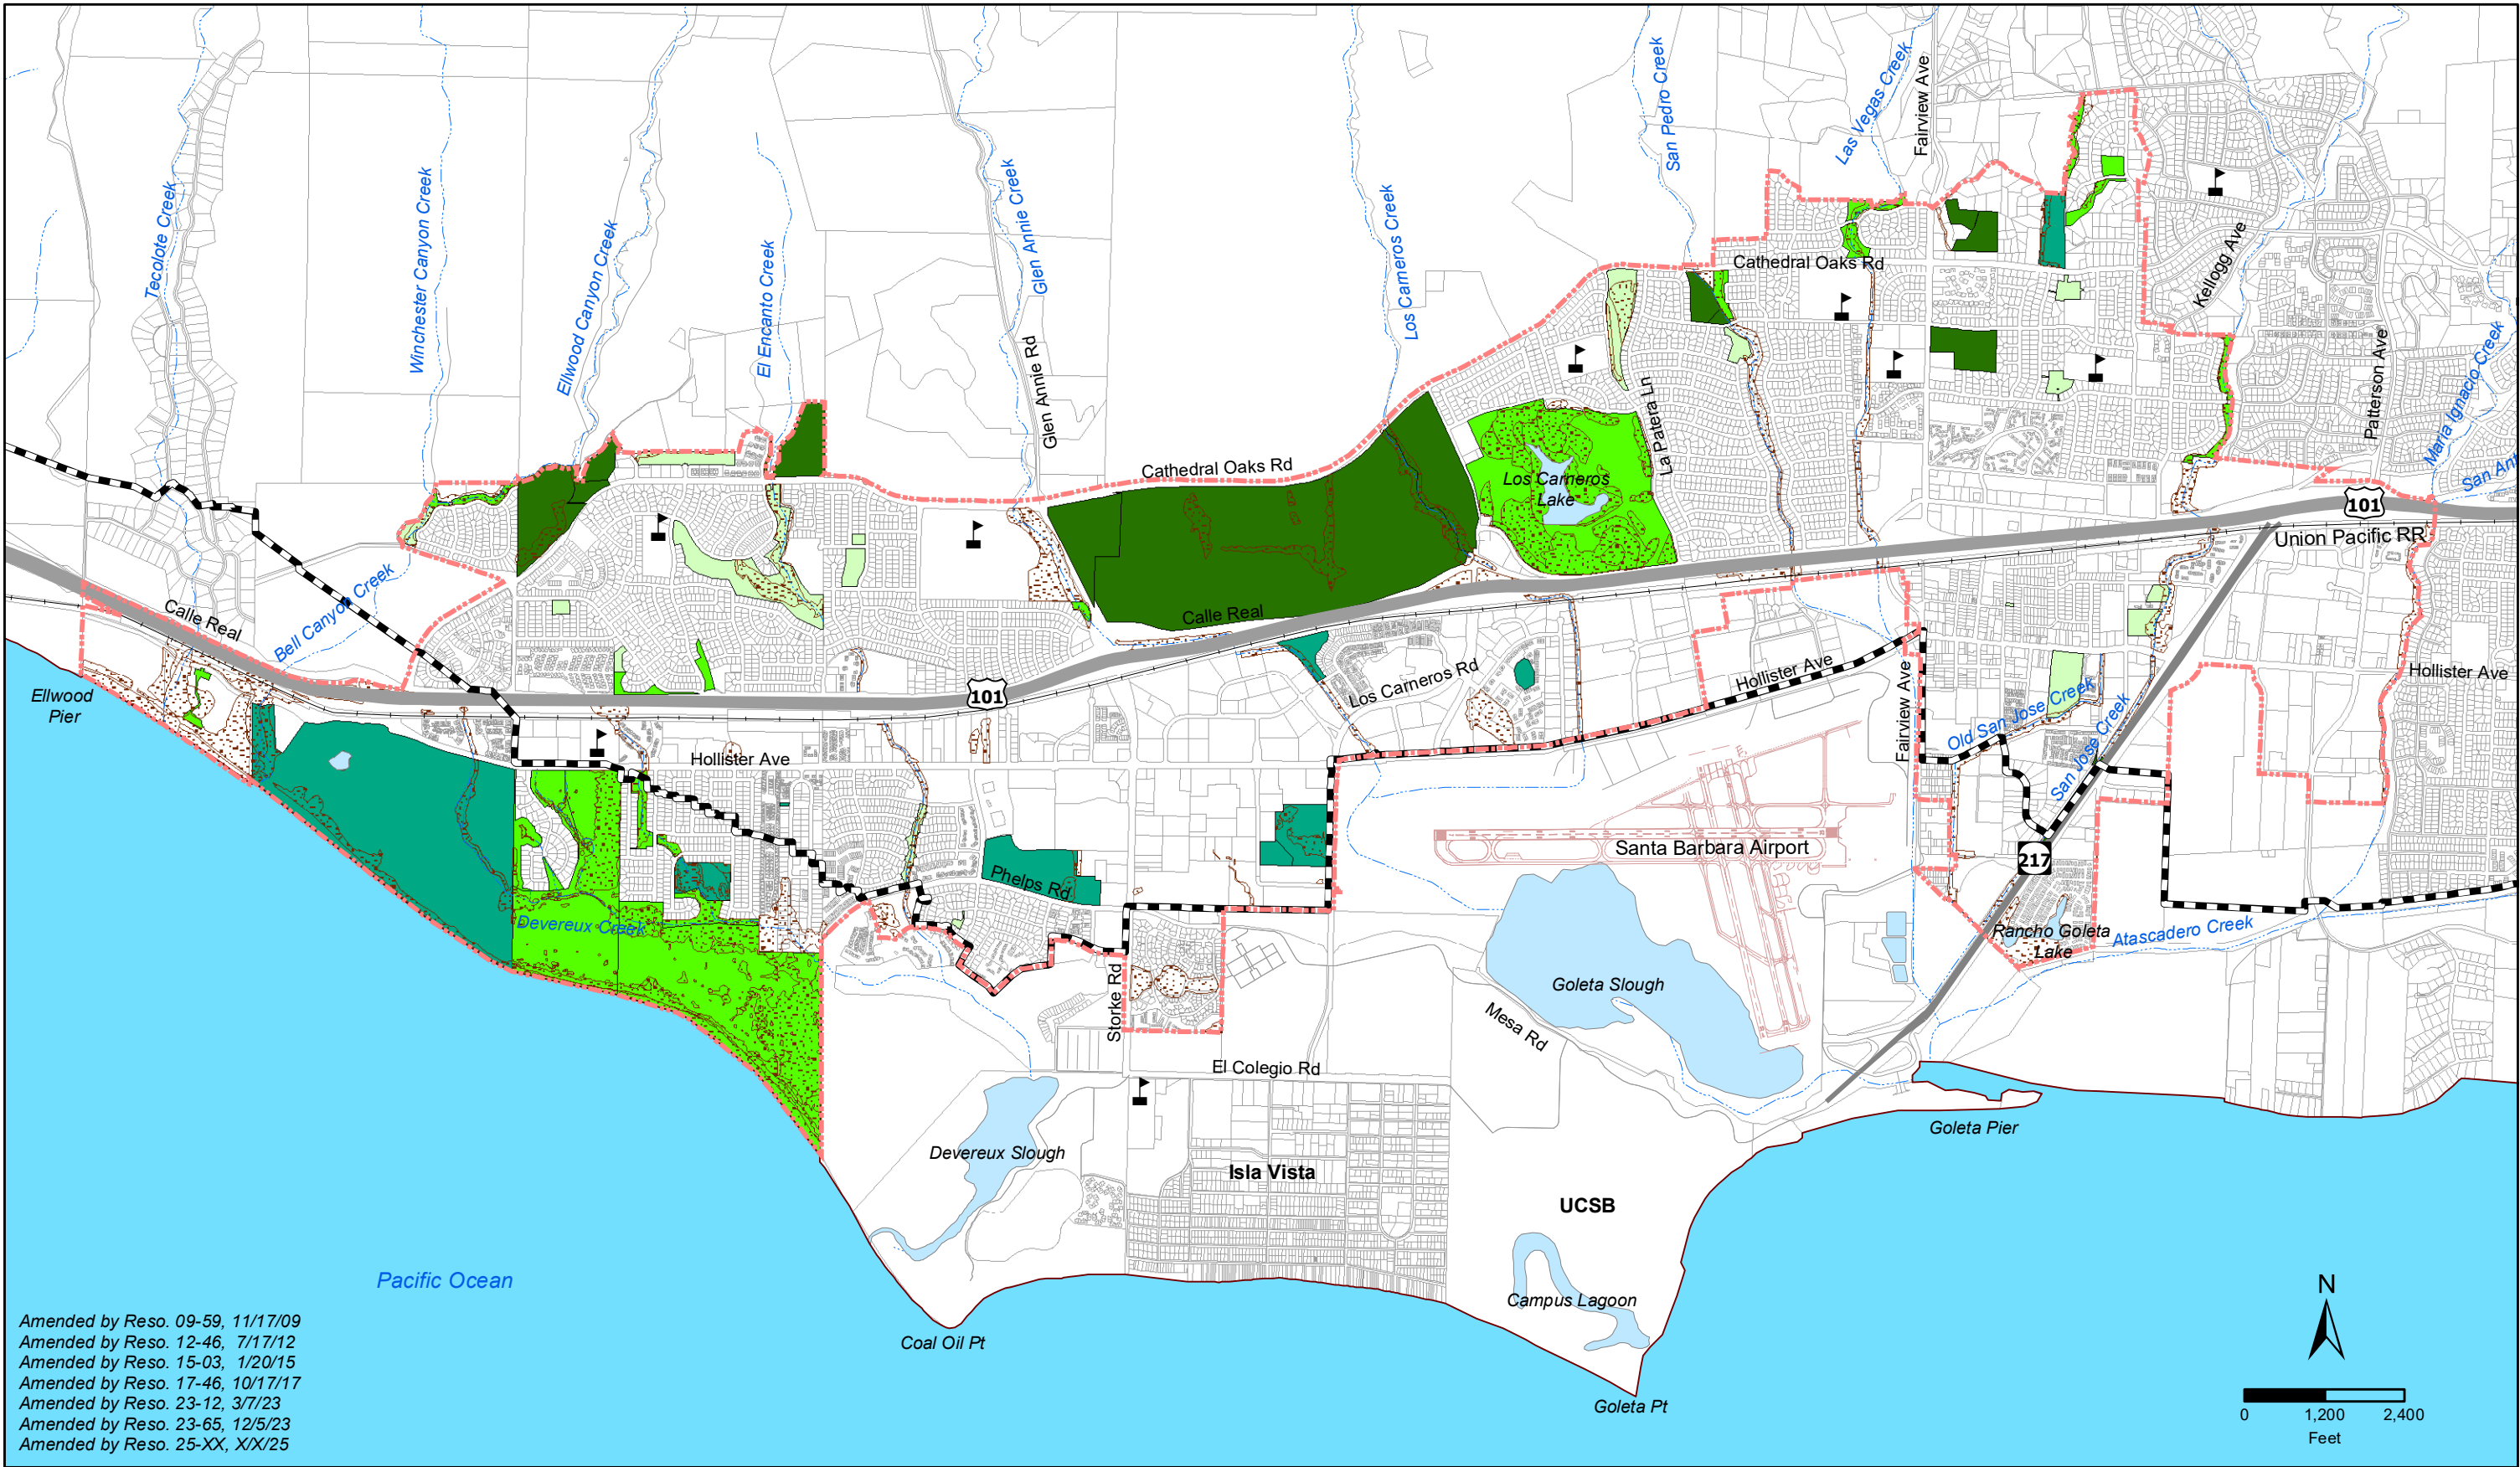 Tecolote Creek
Winchester Canyon Creek
Ellwood Canyon Creek
El Encanto Creek
Glen Annie Creek
Glen Annie Rd
Los Carneros Creek
San Pedro Creek
Las Vegas Creek
Fairview Ave
Cathedral Oaks Rd
Kellogg Ave
Patterson Ave
Maria Ignacio Creek
San Ant
La Patera Ln
Cathedral Oaks Rd
Los Carneros
Lake
101
Union Pacific RR
Bell Canyon Creek
Calle Real
Calle Real
Ellwood
Pier
101
Los Carneros Rd
Hollister Ave
Fairview Ave
Hollister Ave
Old San Jose Creek
San Jose Creek
Hollister Ave
Santa Barbara Airport
217
Phelps Rd
Devereux Creek
Rancho Goleta
Lake
Atascadero Creek
Storke Rd
Goleta Slough
Mesa Rd
El Colegio Rd
Goleta Pier
Devereux Slough
Isla Vista
UCSB
Pacific Ocean
Campus Lagoon
Coal Oil Pt
Goleta Pt
Amended by Reso. 09-59, 11/17/09
Amended by Reso. 12-46, 7/17/12
Amended by Reso. 15-03, 1/20/15
Amended by Reso. 17-46, 10/17/17
Amended by Reso. 23-12, 3/7/23
Amended by Reso. 23-65, 12/5/23
Amended by Reso. 25-XX, X/X/25
N
0 1,200 2,400
Feet